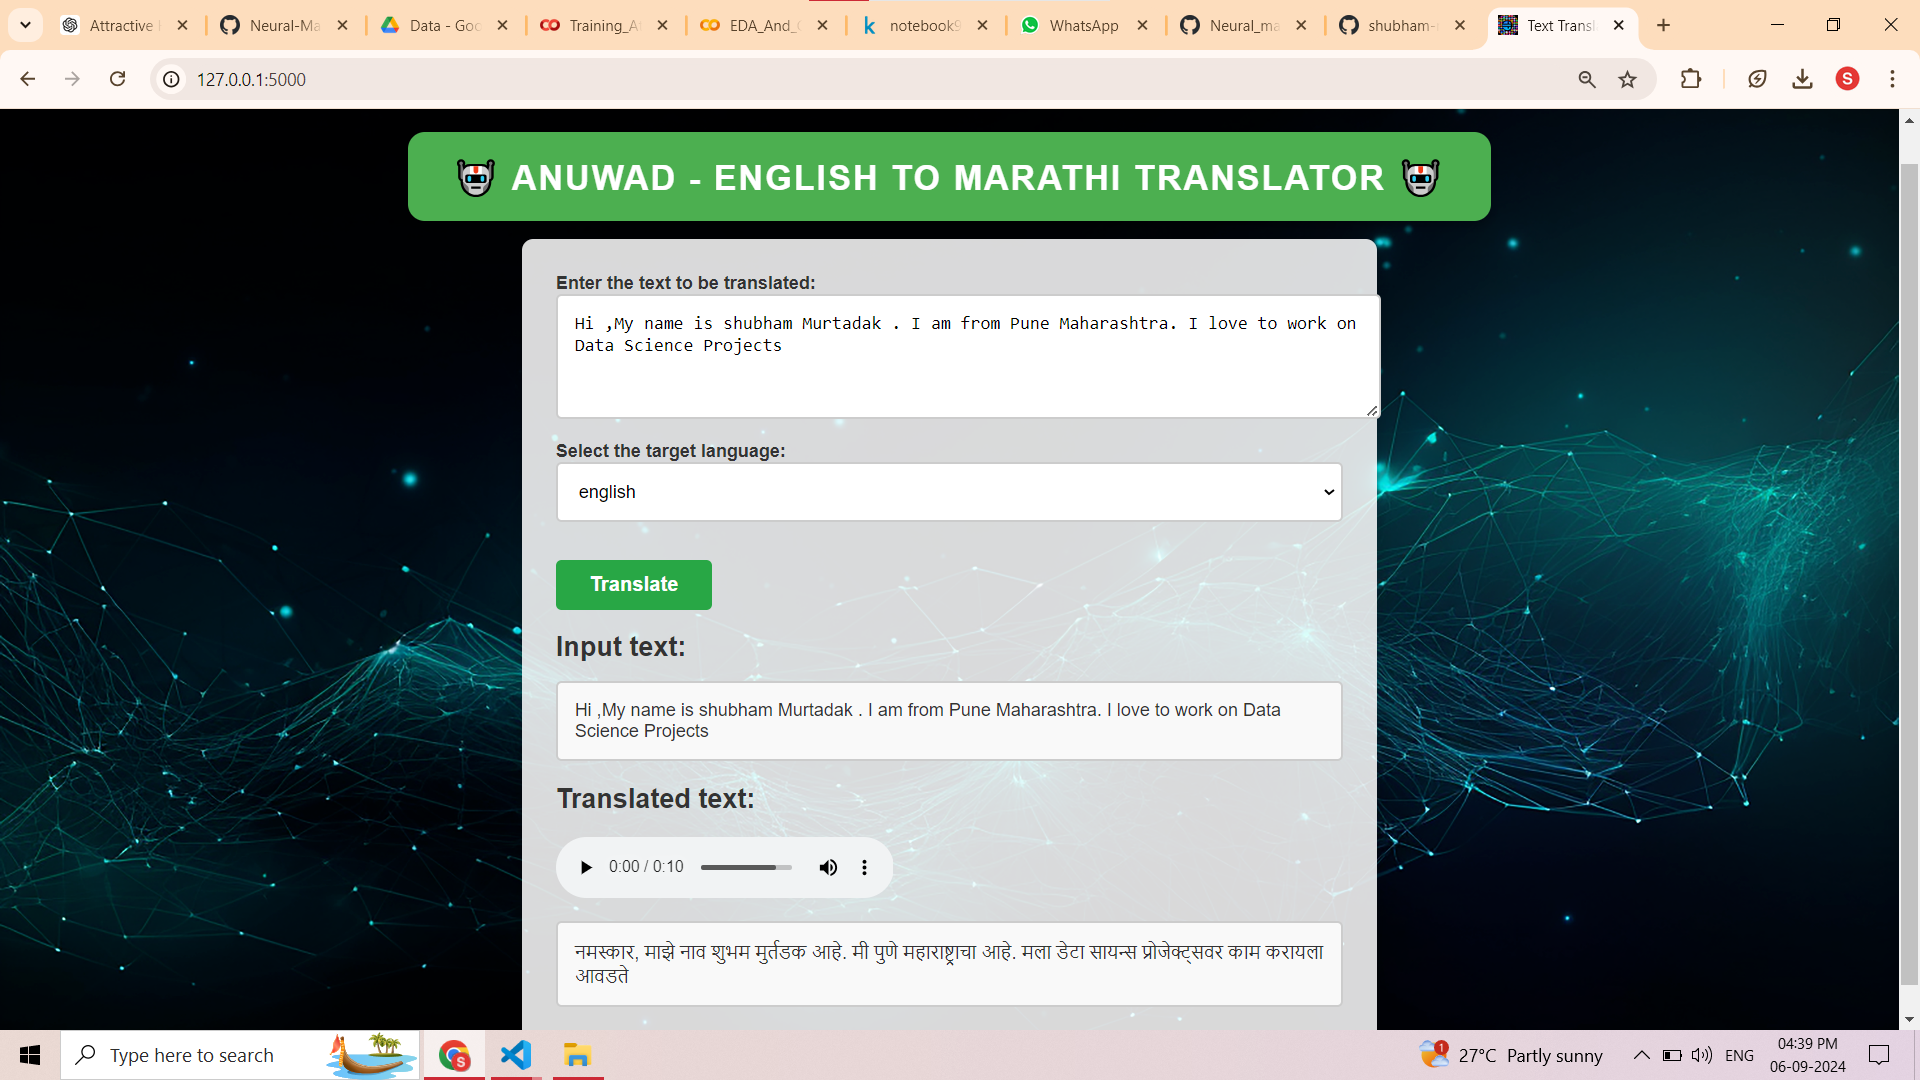 Attractive
Neural-Ma
Data - Goo
Training_A
EDA_And_
notebook9
WhatsApp
Neural_ma
shubham-
Text Transl
127.0.0.1:5000
S
ANUWAD - ENGLISH TO MARATHI TRANSLATOR
Enter the text to be translated:
Hi ,My name is shubham Murtadak . I am from Pune Maharashtra. I love to work on
Data Science Projects
Select the target language:
english
Translate
Input text:
Hi ,My name is shubham Murtadak . I am from Pune Maharashtra. I love to work on Data
Science Projects
Translated text:
0:00 / 0:10
नमस्कार, माझे नाव शुभम मुर्तडक आहे. मी पुणे महाराष्ट्राचा आहे. मला डेटा सायन्स प्रोजेक्ट्सवर काम करायला
आवडते
Type here to search
S
1
27°C Partly sunny
ENG
04:39 PM
06-09-2024